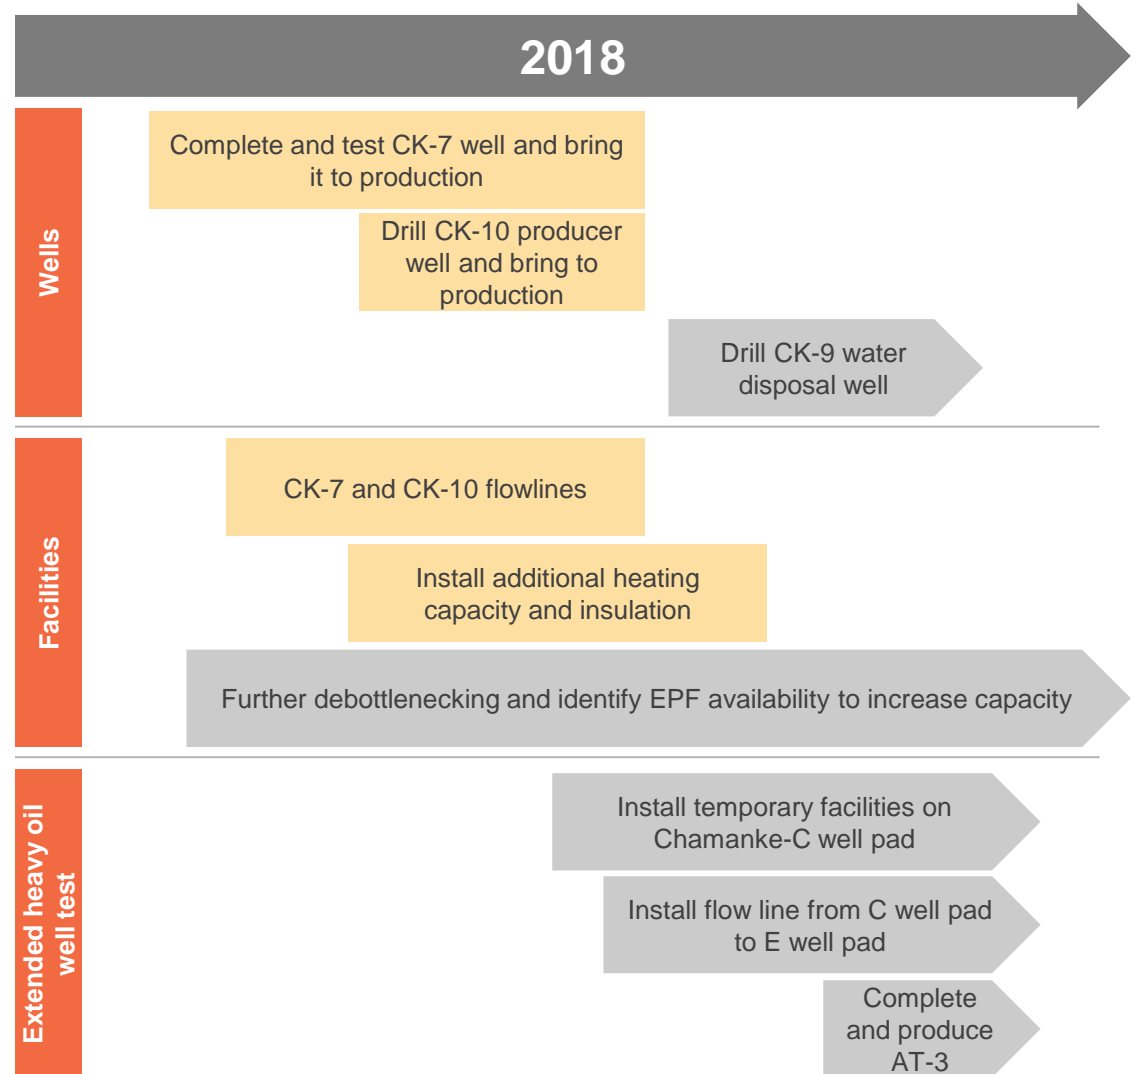 2018
Wells
Complete and test CK-7 well and bring
it to production
Drill CK-10 producer
well and bring to
production
Drill CK-9 water
disposal well
Facilities
CK-7 and CK-10 flowlines
Install additional heating
capacity and insulation
Further debottlenecking and identify EPF availability to increase capacity
Extended heavy oil
well test
Install temporary facilities on
Chamanke-C well pad
Install flow line from C well pad
to E well pad
Complete
and produce
AT-3